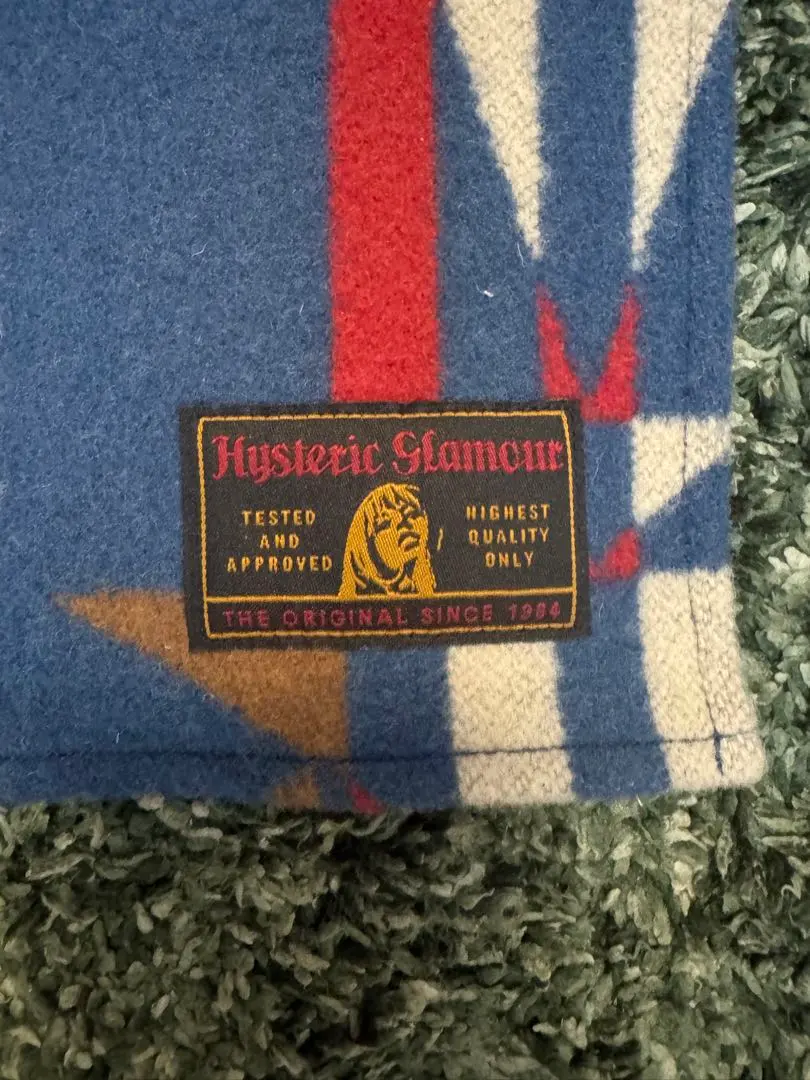 Hysteric Glamour
TESTED
AND
APPROVED
HIGHEST
QUALITY
ONLY
THE ORIGINAL SINCE 1984